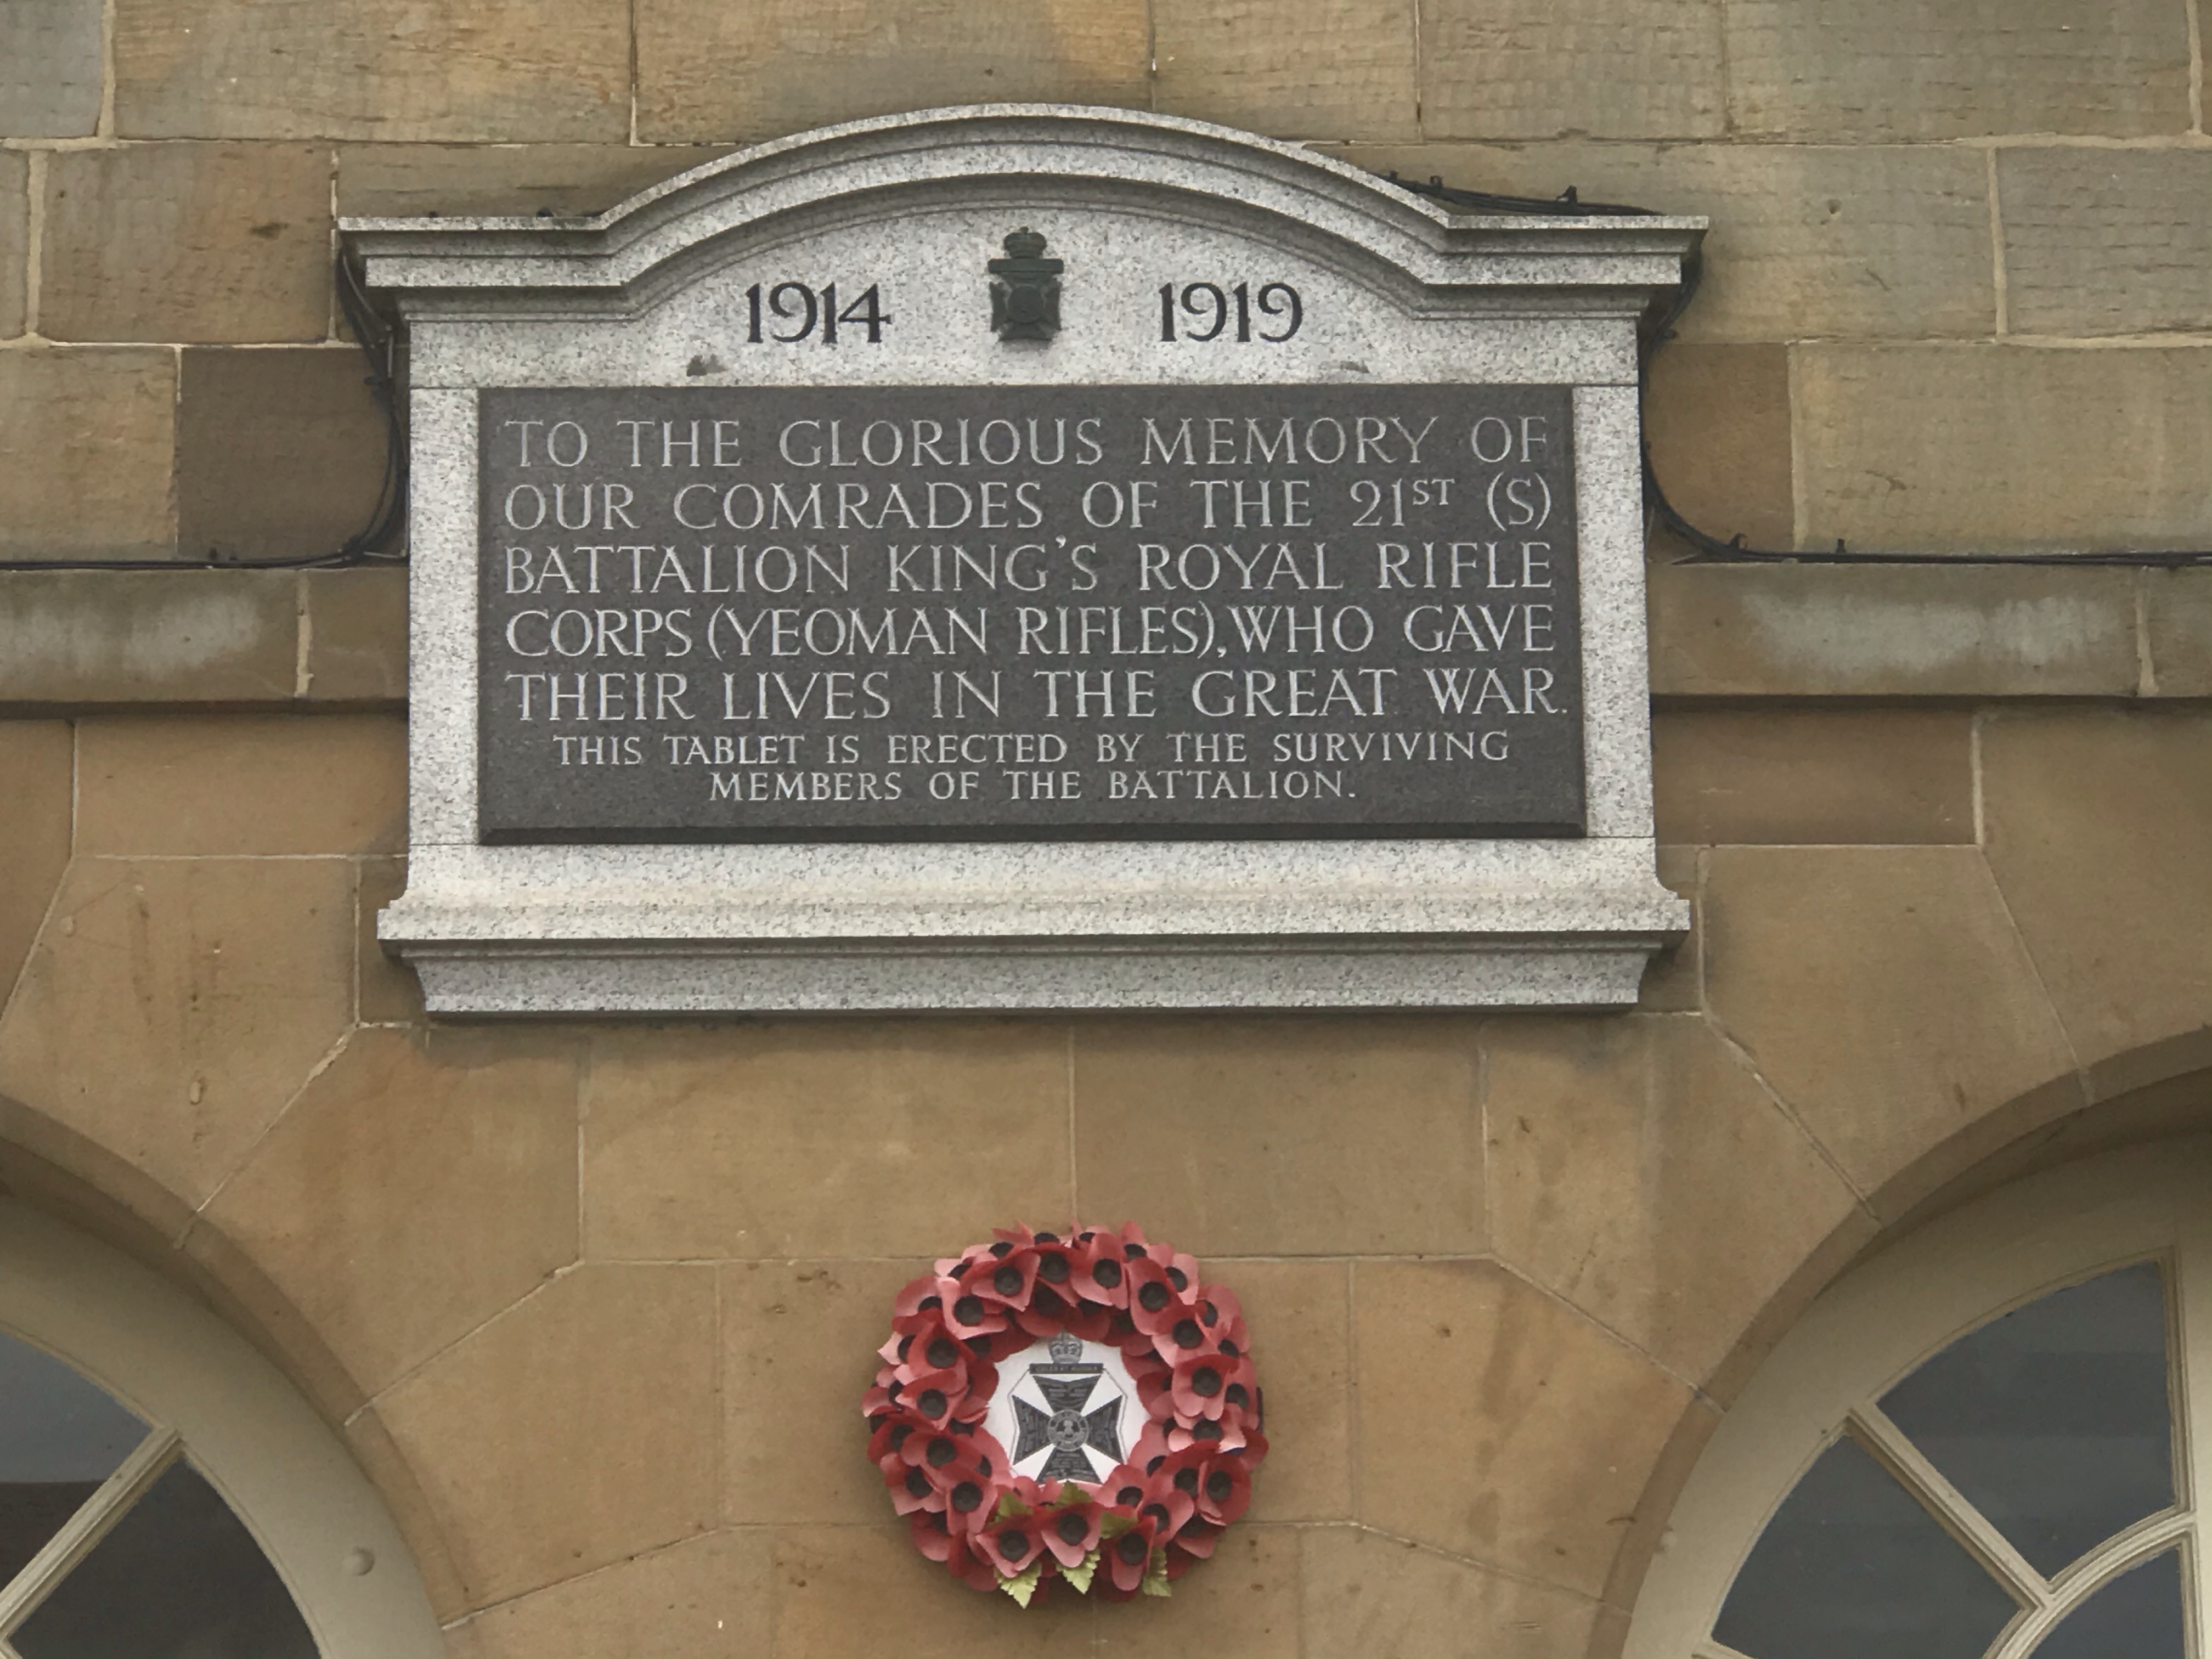 1914 1919
TO THE GLORIOUS MEMORY OF
OUR COMRADES OF THE 21ST (S)
BATTALION KING'S ROYAL RIFLE
CORPS (YEOMAN RIFLES), WHO GAVE
THEIR LIVES IN THE GREAT WAR.
THIS TABLET IS ERECTED BY THE SURVIVING
MEMBERS OF THE BATTALION.